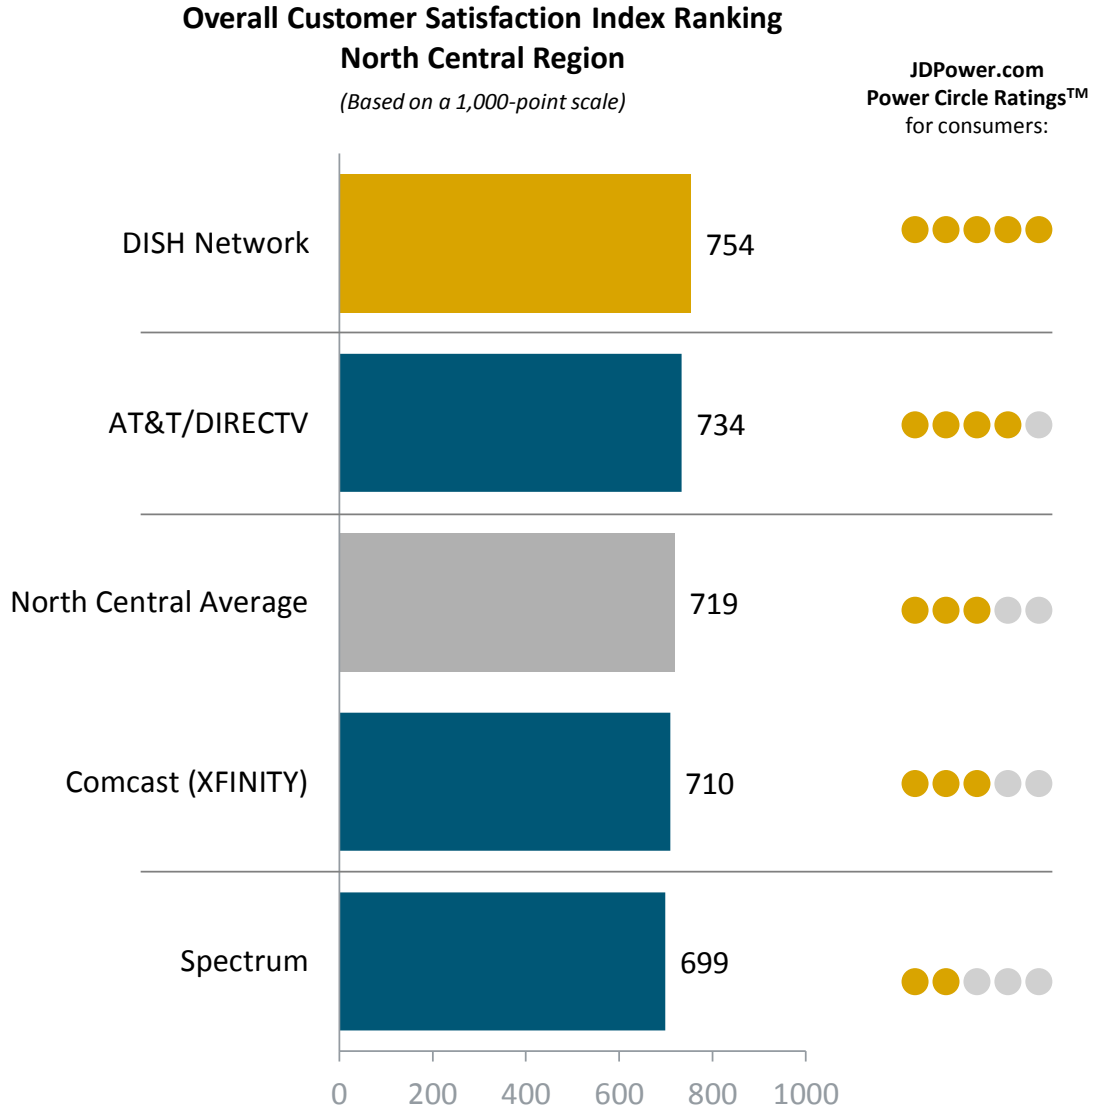 Overall Customer Satisfaction Index Ranking
North Central Region
(Based on a 1,000-point scale)
JDPower.com
Power Circle Ratings™
for consumers:
DISH Network 754
AT&T/DIRECTV 734
North Central Average 719
Comcast (XFINITY) 710
Spectrum 699
0 200 400 600 800 1000